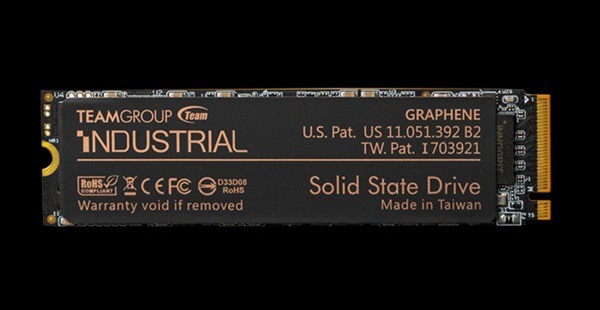 TEAMGROUP Team
INDUSTRIAL
GRAPHENE
U.S. Pat. US 11.051.392 B2
TW. Pat. I 703921
RoHS
COMPLIANT
CE FC
D33D08
RoHS
Warranty void if removed
Solid State Drive
Made in Taiwan